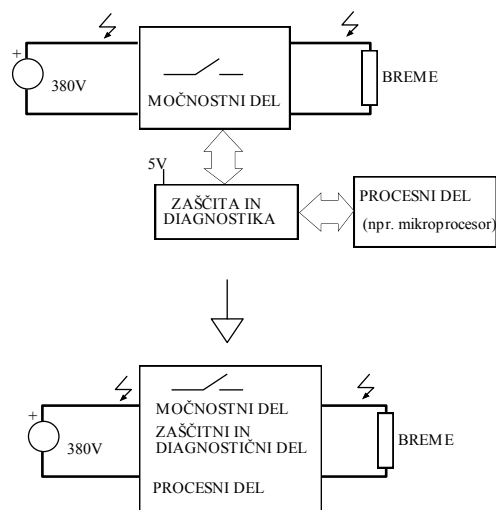 +
380V
MOČNOSTNI DEL
BREME
5V
ZAŠČITA IN
DIAGNOSTIKA
PROCESNI DEL
(npr. mikroprocesor)
+
380V
MOČNOSTNI DEL
ZAŠČITNI IN
DIAGNOSTIČNI DEL
PROCESNI DEL
BREME